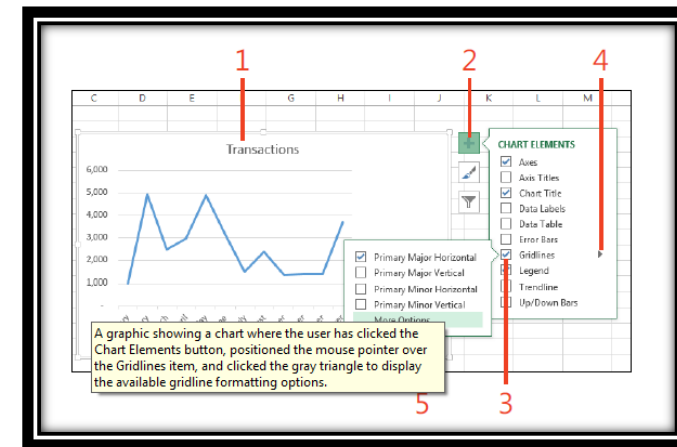 1 2 4
C D E G H I J K L M
Transactions
6,000
5,000
4,000
3,000
2,000
1,000
-
CHART ELEMENTS
Axes
Axis Titles
Chart Title
Data Labels
Data Table
Error Bars
Gridlines
Legend
Trendline
Up/Down Bars
Primary Major Horizontal
Primary Major Vertical
Primary Minor Horizontal
Primary Minor Vertical
More Options
A graphic showing a chart where the user has clicked the
Chart Elements button, positioned the mouse pointer over
the Gridlines item, and clicked the gray triangle to display
the available gridline formatting options.
5 3